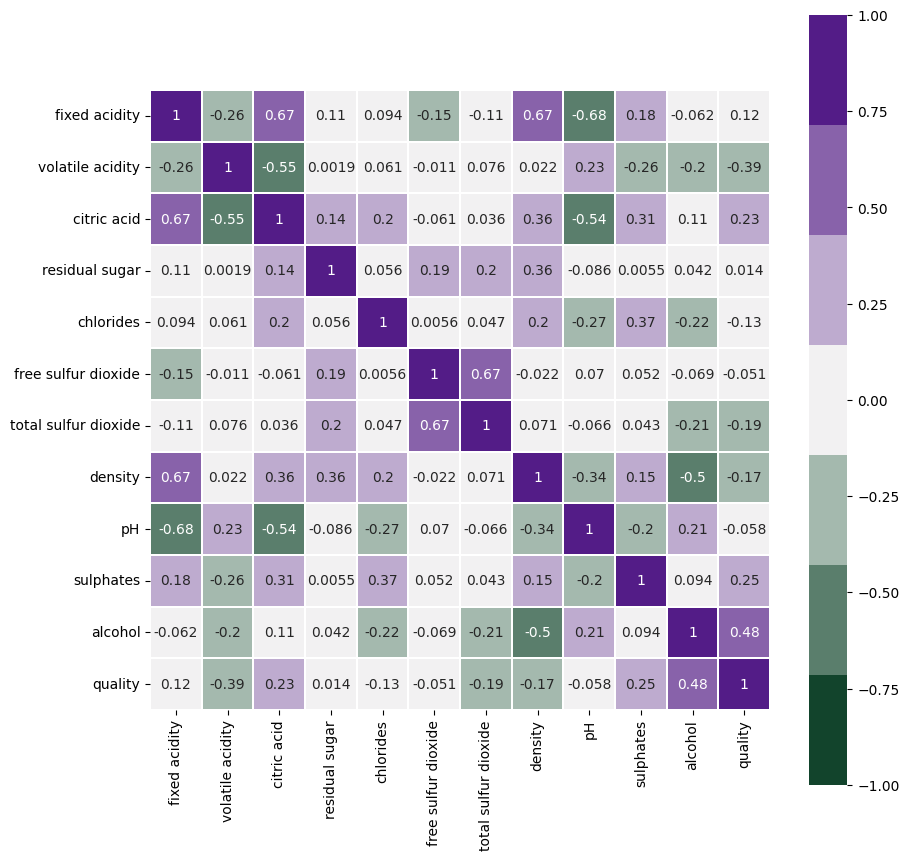 1.00
fixed acidity 1 -0.26 0.67 0.11 0.094 -0.15 -0.11 0.67 -0.68 0.18 -0.062 0.12
0.75
volatile acidity -0.26 1 -0.55 0.0019 0.061 -0.011 0.076 0.022 0.23 -0.26 -0.2 -0.39
0.50
citric acid 0.67 -0.55 1 0.14 0.2 -0.061 0.036 0.36 -0.54 0.31 0.11 0.23
residual sugar 0.11 0.0019 0.14 1 0.056 0.19 0.2 0.36 -0.086 0.0055 0.042 0.014
0.25
chlorides 0.094 0.061 0.2 0.056 1 0.0056 0.047 0.2 -0.27 0.37 -0.22 -0.13
free sulfur dioxide -0.15 -0.011 -0.061 0.19 0.0056 1 0.67 -0.022 0.07 0.052 -0.069 -0.051
0.00
total sulfur dioxide -0.11 0.076 0.036 0.2 0.047 0.67 1 0.071 -0.066 0.043 -0.21 -0.19
density 0.67 0.022 0.36 0.36 0.2 -0.022 0.071 1 -0.34 0.15 -0.5 -0.17
−0.25
pH -0.68 0.23 -0.54 -0.086 -0.27 0.07 -0.066 -0.34 1 -0.2 0.21 -0.058
sulphates 0.18 -0.26 0.31 0.0055 0.37 0.052 0.043 0.15 -0.2 1 0.094 0.25
−0.50
alcohol -0.062 -0.2 0.11 0.042 -0.22 -0.069 -0.21 -0.5 0.21 0.094 1 0.48
quality 0.12 -0.39 0.23 0.014 -0.13 -0.051 -0.19 -0.17 -0.058 0.25 0.48 1
−0.75
−1.00
fixed acidity
volatile acidity
citric acid
residual sugar
chlorides
free sulfur dioxide
total sulfur dioxide
density
pH
sulphates
alcohol
quality